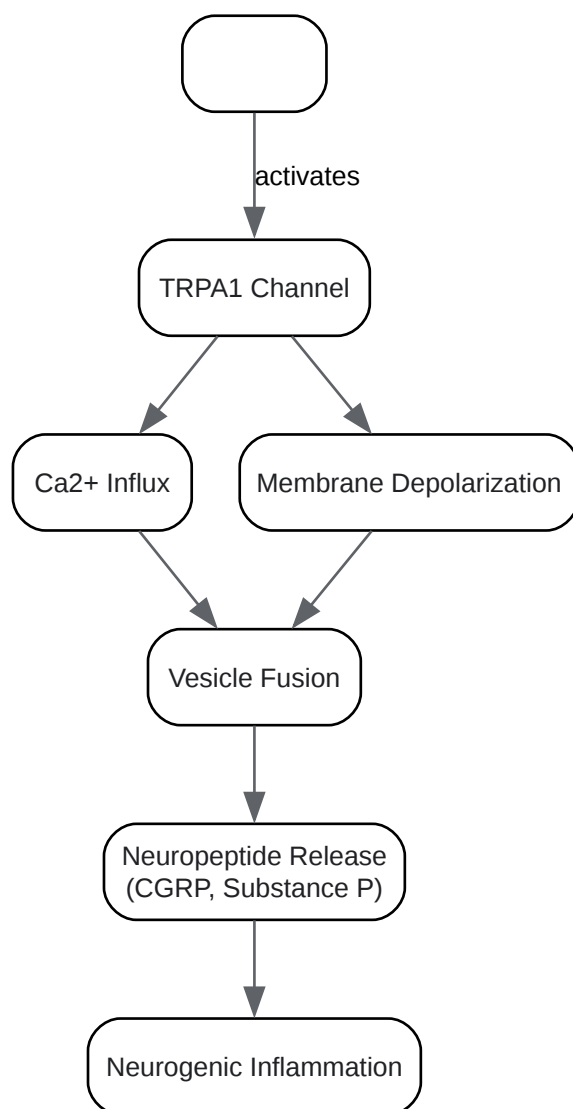 activates
TRPA1 Channel
Ca2+ Influx
Membrane Depolarization
Vesicle Fusion
Neuropeptide Release
(CGRP, Substance P)
Neurogenic Inflammation